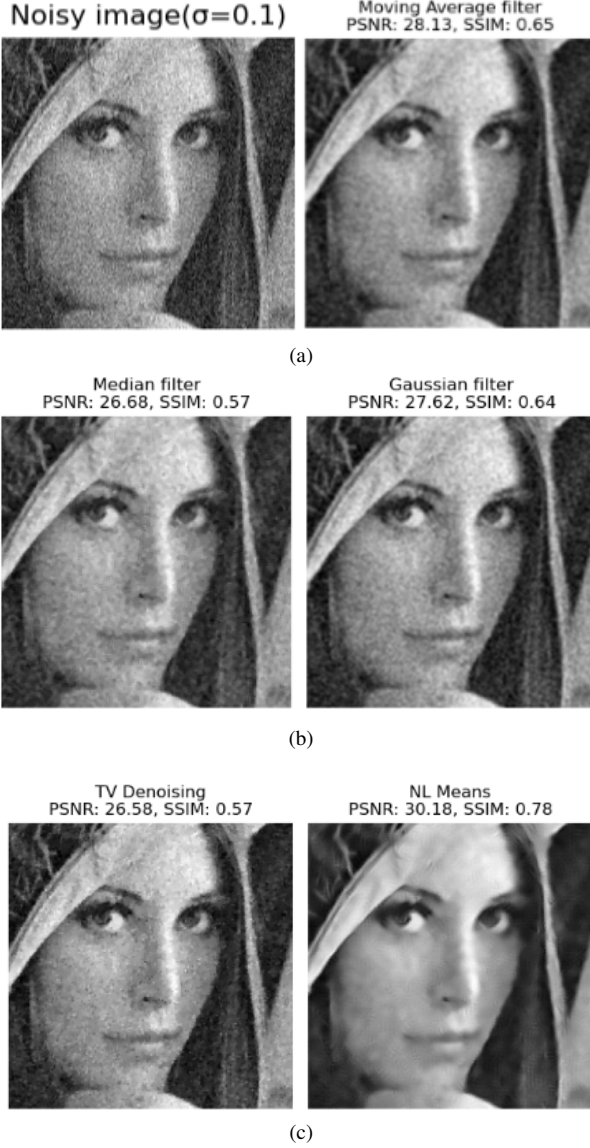 Noisy image(σ=0.1)
Moving Average filter
PSNR: 28.13, SSIM: 0.65
(a)
Median filter
PSNR: 26.68, SSIM: 0.57
Gaussian filter
PSNR: 27.62, SSIM: 0.64
(b)
TV Denoising
PSNR: 26.58, SSIM: 0.57
NL Means
PSNR: 30.18, SSIM: 0.78
(c)